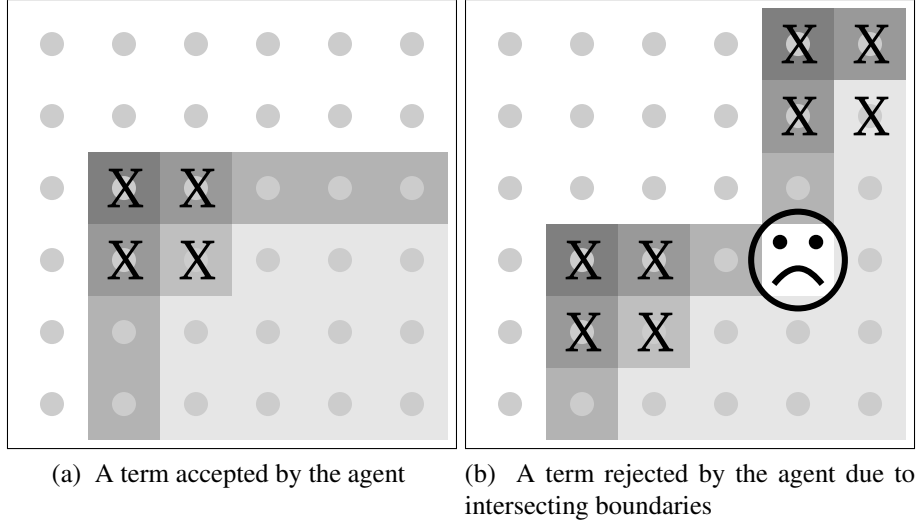 X X
X X
X X
X X
X X
X X
(a) A term accepted by the agent
(b) A term rejected by the agent due to
intersecting boundaries